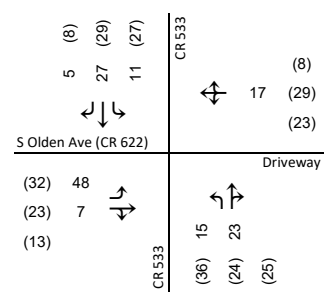 (8) (29) (27)
5 27 11
CR 533
(8)
17 (29)
(23)
S Olden Ave (CR 622)
Driveway
(32) 48
(23) 7
(13)
15 23
(36) (24) (25)
CR 533